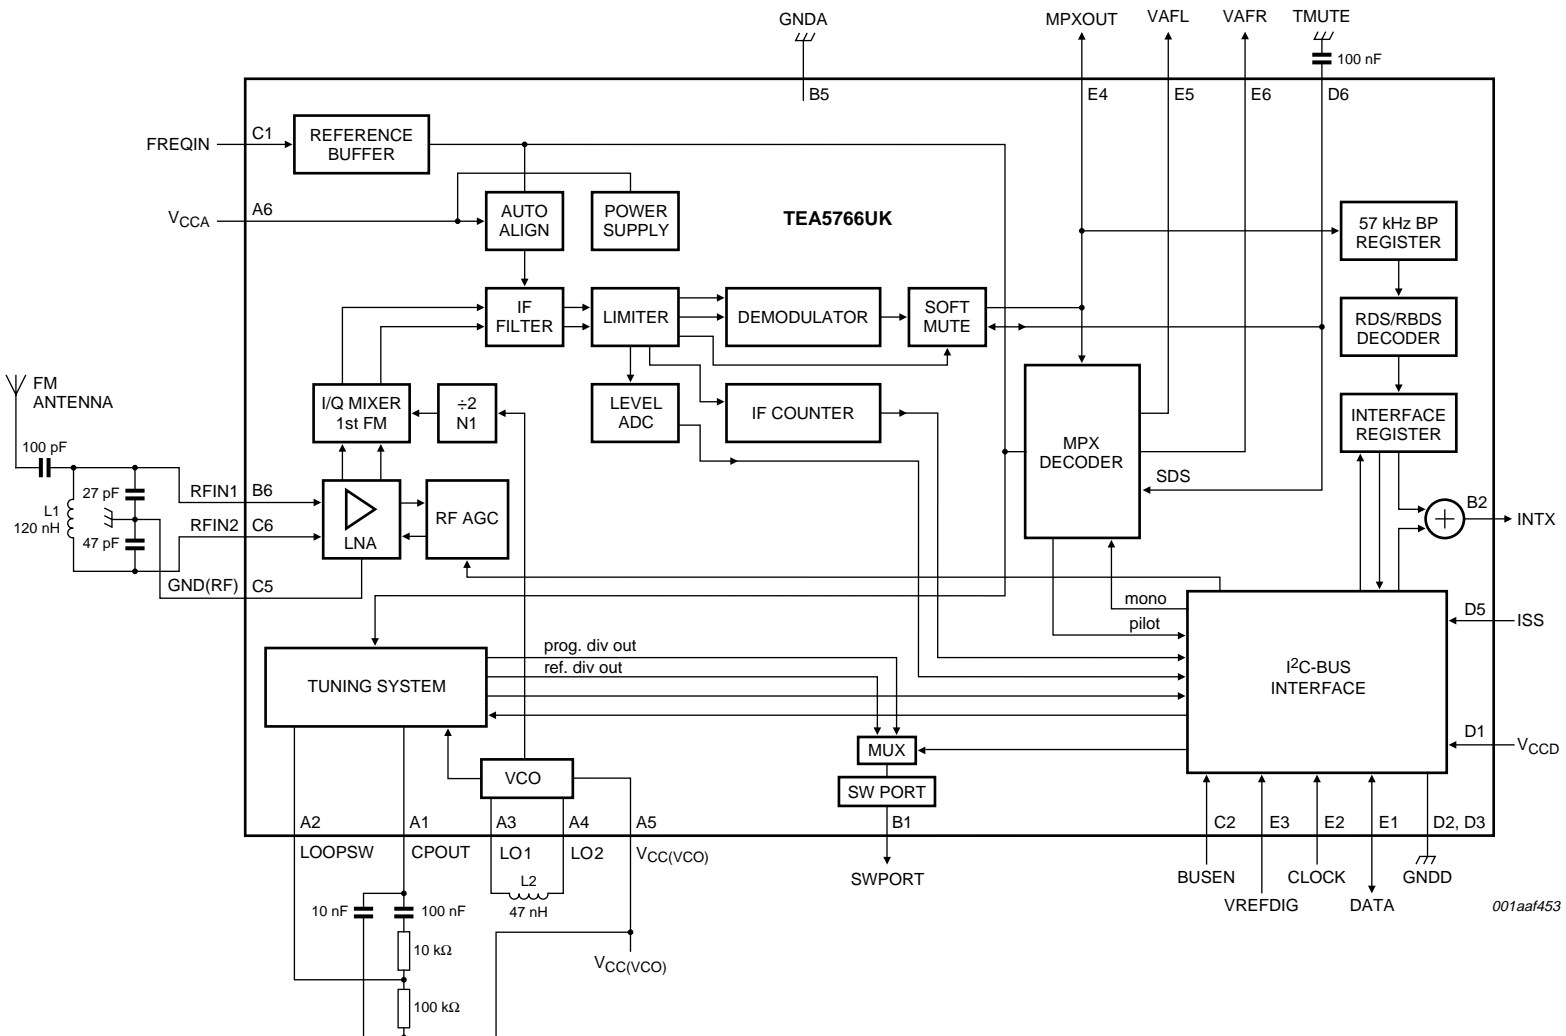 GNDA
MPXOUT
VAFL
VAFR
TMUTE
100 nF
B5
E4
E5
E6
D6
FREQIN
C1
REFERENCE
BUFFER
VCCA
A6
AUTO
ALIGN
POWER
SUPPLY
TEA5766UK
57 kHz BP
REGISTER
IF
FILTER
LIMITER
DEMODULATOR
SOFT
MUTE
RDS/RBDS
DECODER
FM
ANTENNA
I/Q MIXER
1st FM
÷2
N1
LEVEL
ADC
IF COUNTER
MPX
DECODER
INTERFACE
REGISTER
100 pF
27 pF
L1
120 nH
47 pF
RFIN1
B6
RFIN2
C6
LNA
RF AGC
SDS
B2
INTX
GND(RF)
C5
mono
pilot
D5
ISS
I2C-BUS
INTERFACE
TUNING SYSTEM
prog. div out
ref. div out
MUX
SW PORT
D1
VCCD
VCO
A2
A1
A3
A4
A5
B1
C2
E3
E2
E1
D2, D3
LOOPSW
CPOUT
LO1
LO2
VCC(VCO)
L2
47 nH
SWPORT
BUSEN
VREFDIG
CLOCK
DATA
GNDD
10 nF
100 nF
10 kΩ
100 kΩ
VCC(VCO)
001aaf453